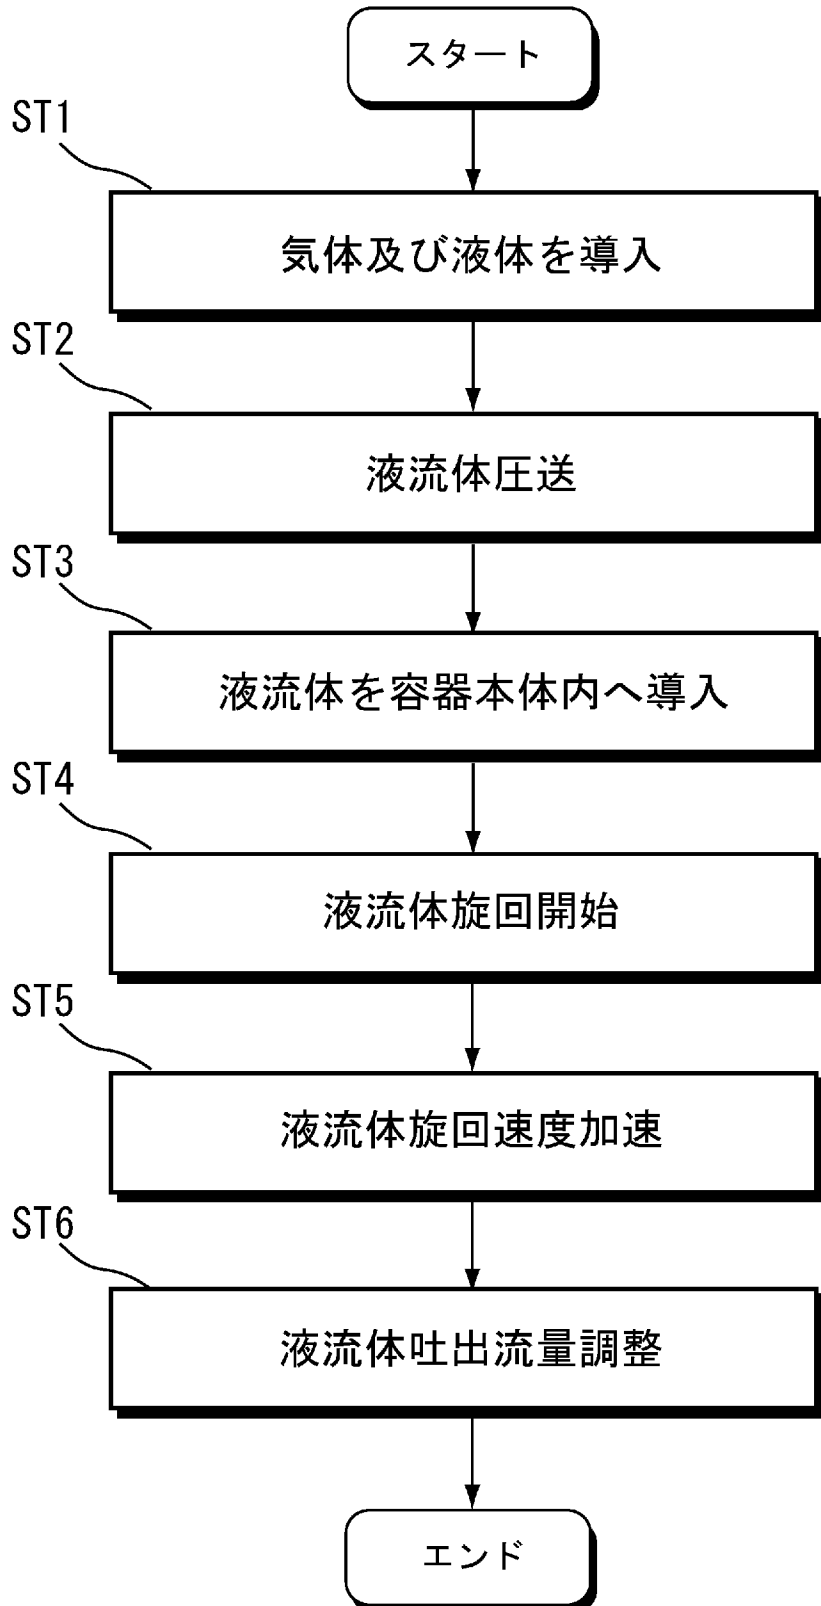 スタート
ST1
気体及び液体を導入
ST2
液流体圧送
ST3
液流体を容器本体内へ導入
ST4
液流体旋回開始
ST5
液流体旋回速度加速
ST6
液流体吐出流量調整
エンド